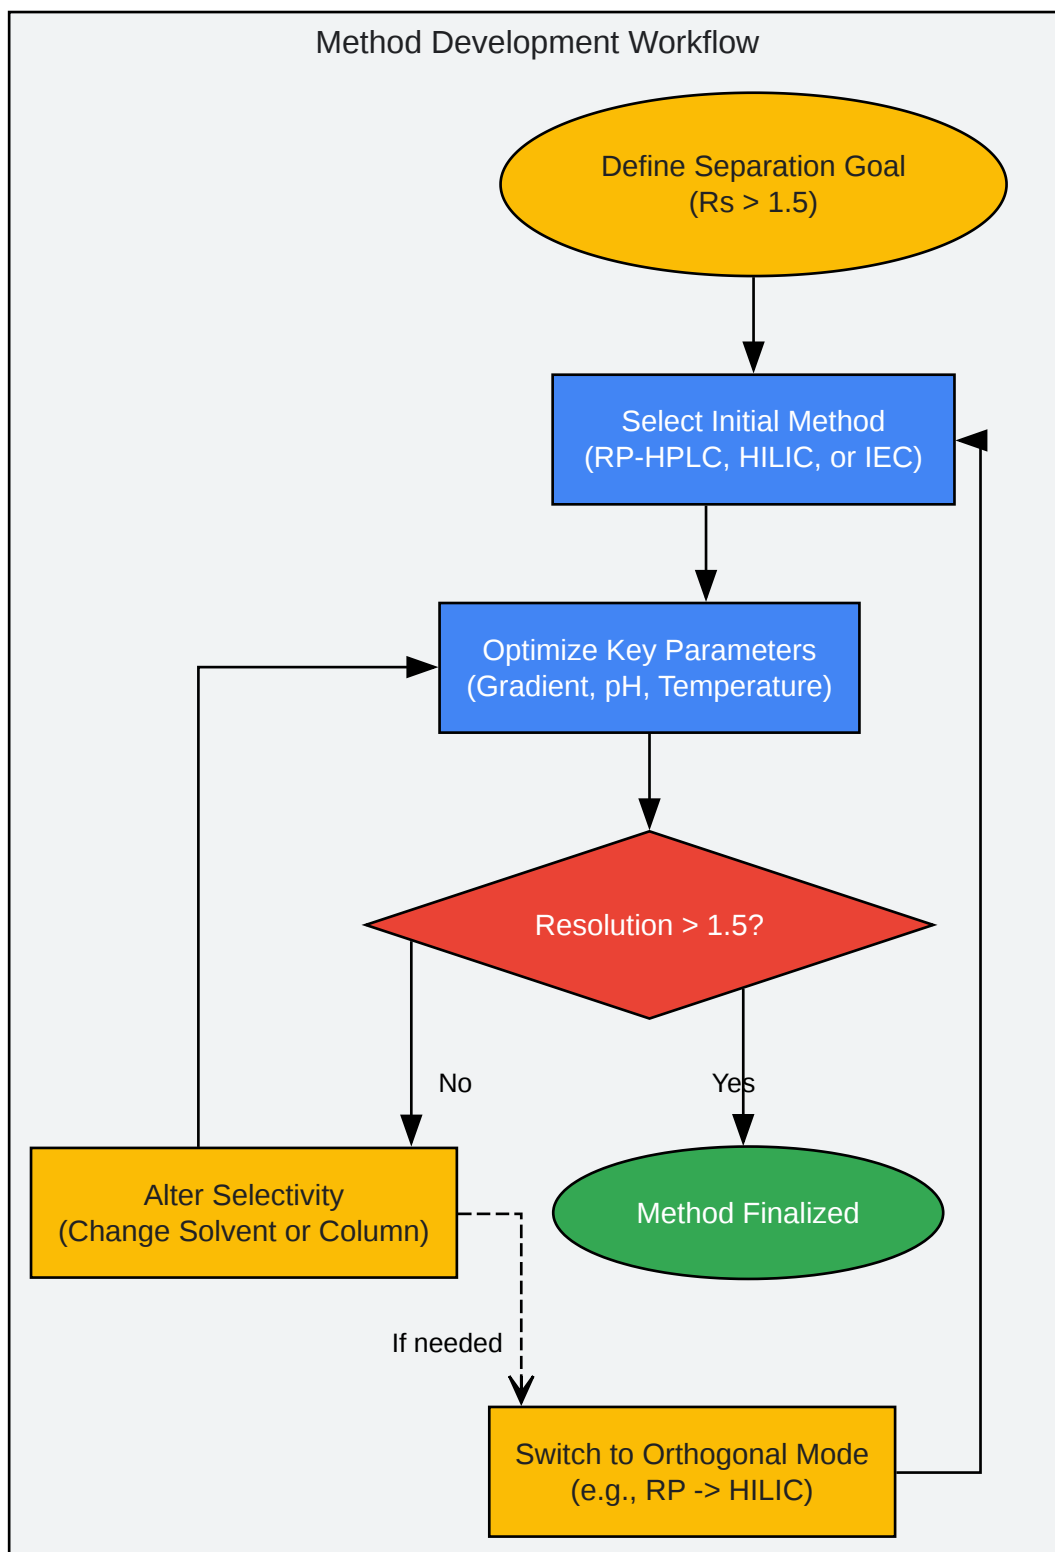 Method Development Workflow
Define Separation Goal
(Rs > 1.5)
Select Initial Method
(RP-HPLC, HILIC, or IEC)
Optimize Key Parameters
(Gradient, pH, Temperature)
Resolution > 1.5?
No
Yes
Alter Selectivity
(Change Solvent or Column)
Method Finalized
If needed
Switch to Orthogonal Mode
(e.g., RP -> HILIC)